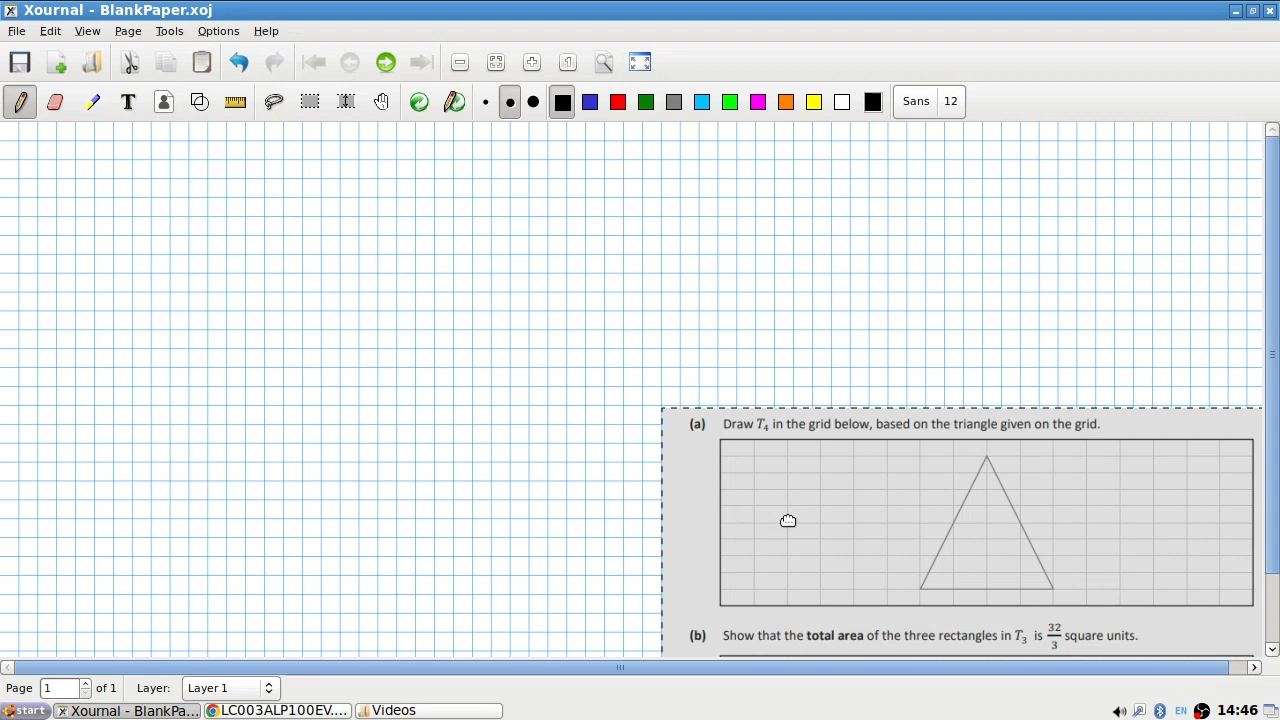 Xournal - BlankPaper.xoj
File Edit View Page Tools Options Help
T Sans 12
(a) Draw T₄ in the grid below, based on the triangle given on the grid.
(b) Show that the total area of the three rectangles in T₃ is 32/3 square units.
Page 1 of 1 Layer: Layer 1
start Xournal - BlankPa... LC003ALP100EV.... Videos EN 14:46